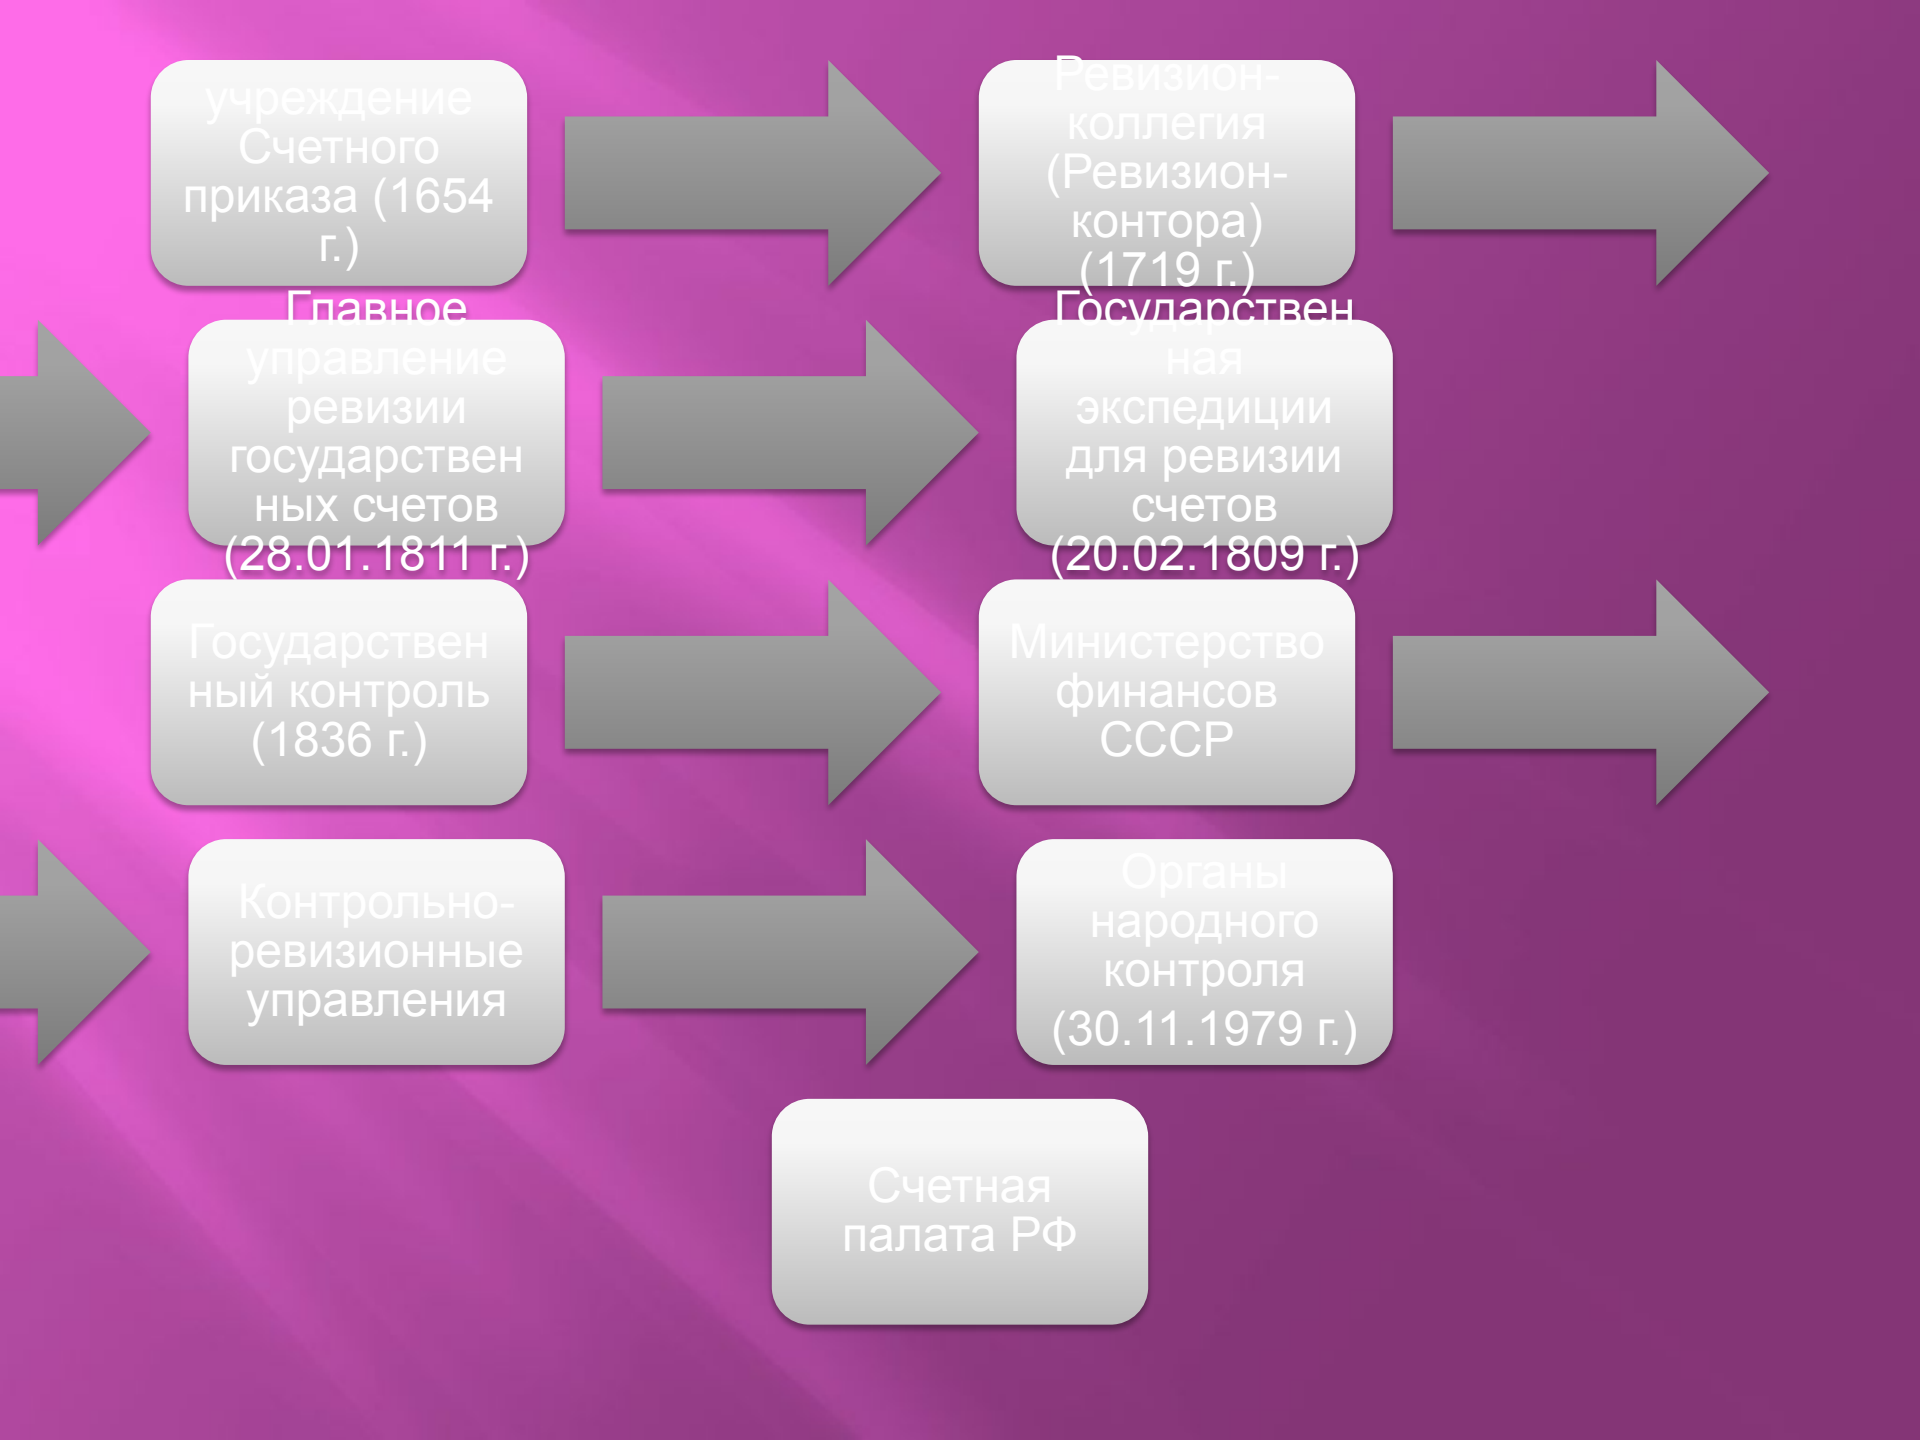 учреждение
Счетного
приказа (1654
г.)
Ревизион-
коллегия
(Ревизион-
контора)
(1719 г.)
Главное
управление
ревизии
государствен
ных счетов
(28.01.1811 г.)
Государствен
ная
экспедиции
для ревизии
счетов
(20.02.1809 г.)
Государствен
ный контроль
(1836 г.)
Министерство
финансов
СССР
Контрольно-
ревизионные
управления
Органы
народного
контроля
(30.11.1979 г.)
Счетная
палата РФ